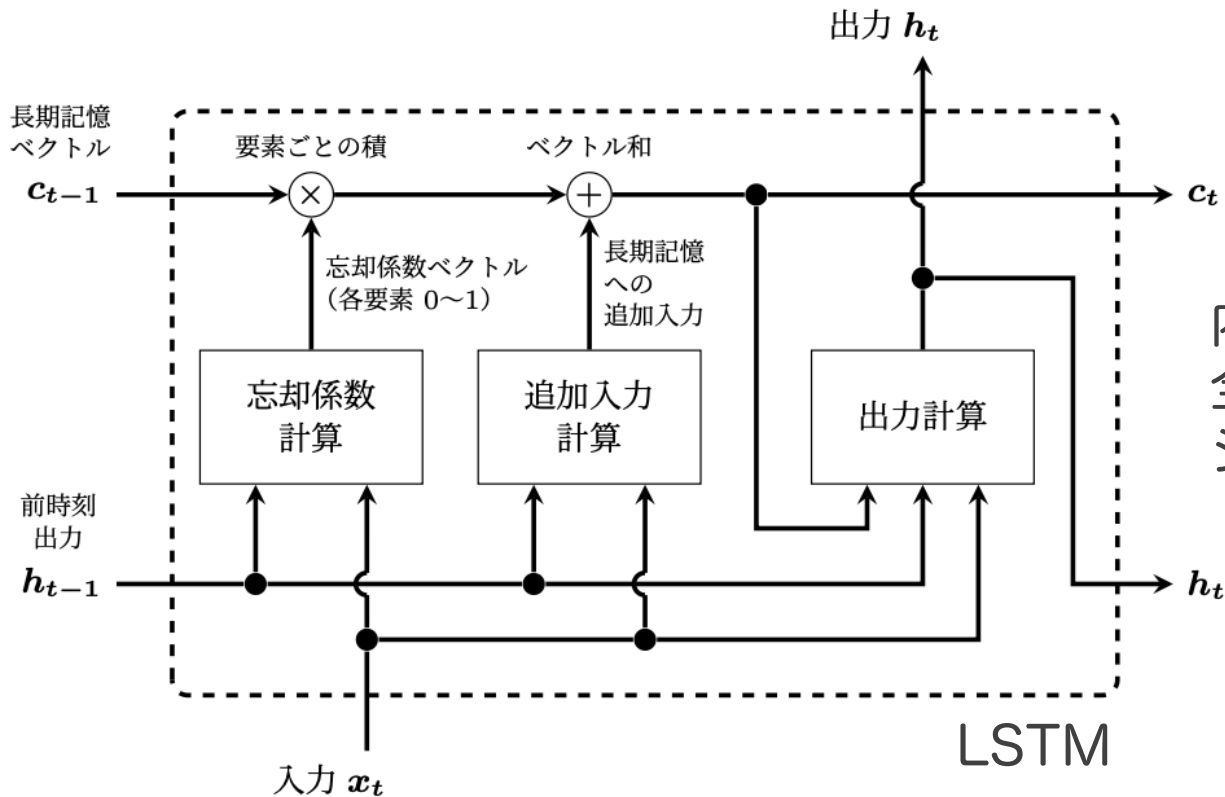 出力 h_t
長期記憶
ベクトル
c_{t−1}
要素ごとの積
×
ベクトル和
+
c_t
忘却係数ベクトル
（各要素 0〜1）
長期記憶
への
追加入力
忘却係数
計算
追加入力
計算
出力計算
前時刻
出力
h_{t−1}
h_t
LSTM
入力 x_t